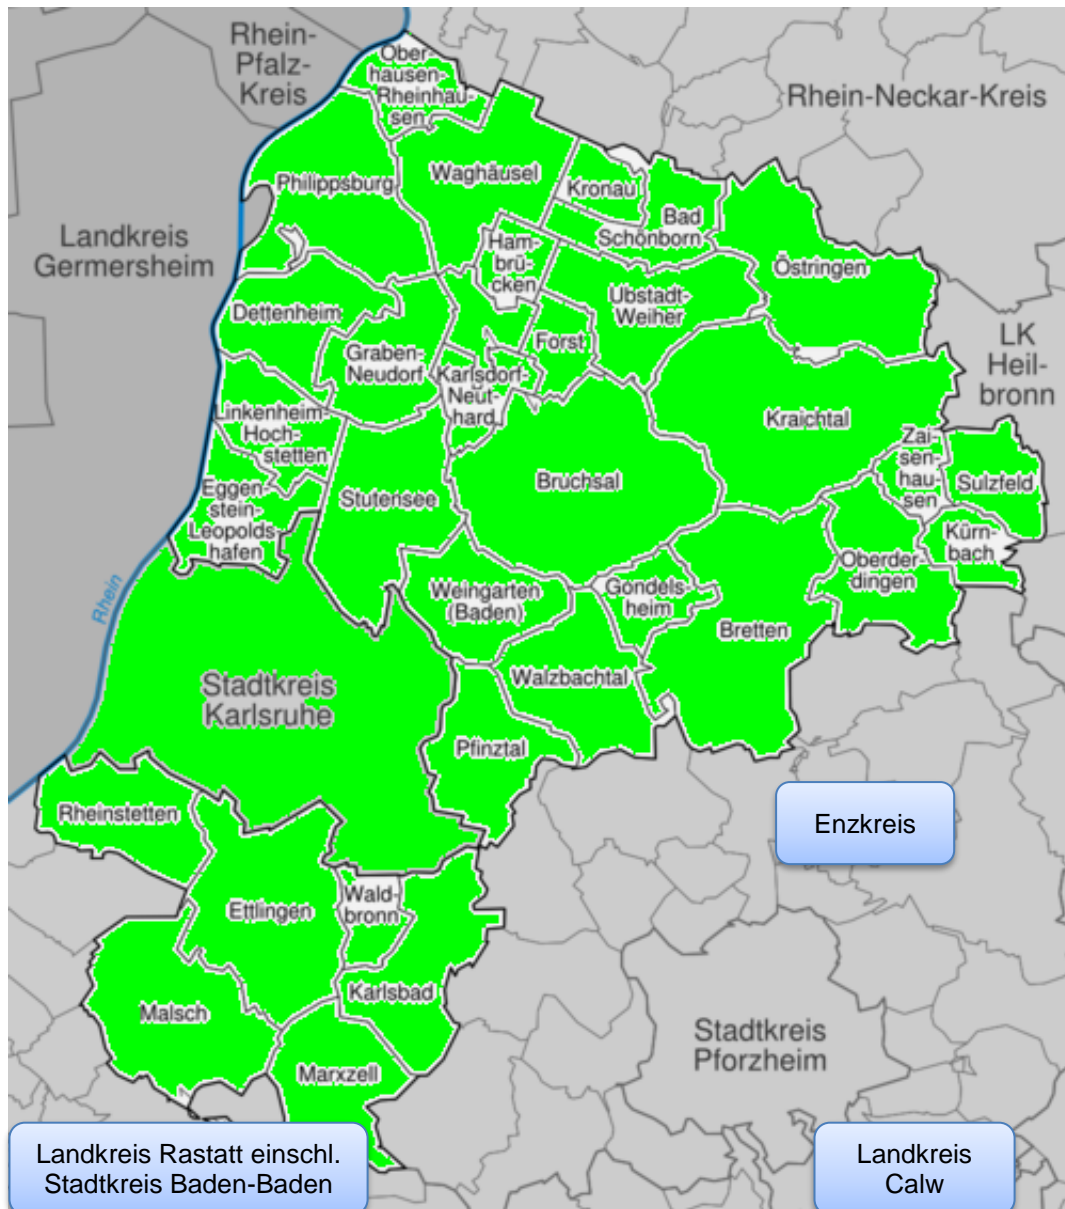 Rhein-
Pfalz-
Kreis
Ober-
hausen-
Rheinhau-
sen
Rhein-Neckar-Kreis
Philippsburg
Waghäusel
Kronau
Bad
Schönborn
Östringen
Landkreis
Germersheim
Ham-
brü-
cken
Ubstadt-
Weiher
Dettenheim
Graben-
Neudorf
Forst
LK
Heil-
bronn
Karlsdorf-
Neut-
hard
Linkenheim-
Hoch-
stetten
Kraichtal
Zai-
sen-
hau-
sen
Sulzfeld
Eggen-
stein-
Leopolds-
hafen
Stutensee
Bruchsal
Kürn-
bach
Oberder-
dingen
Rhein
Weingarten
(Baden)
Gondels-
heim
Bretten
Walzbachtal
Stadtkreis
Karlsruhe
Pfinztal
Rheinstetten
Enzkreis
Ettlingen
Wald-
bronn
Karlsbad
Malsch
Stadtkreis
Pforzheim
Marxzell
Landkreis Rastatt einschl.
Stadtkreis Baden-Baden
Landkreis
Calw